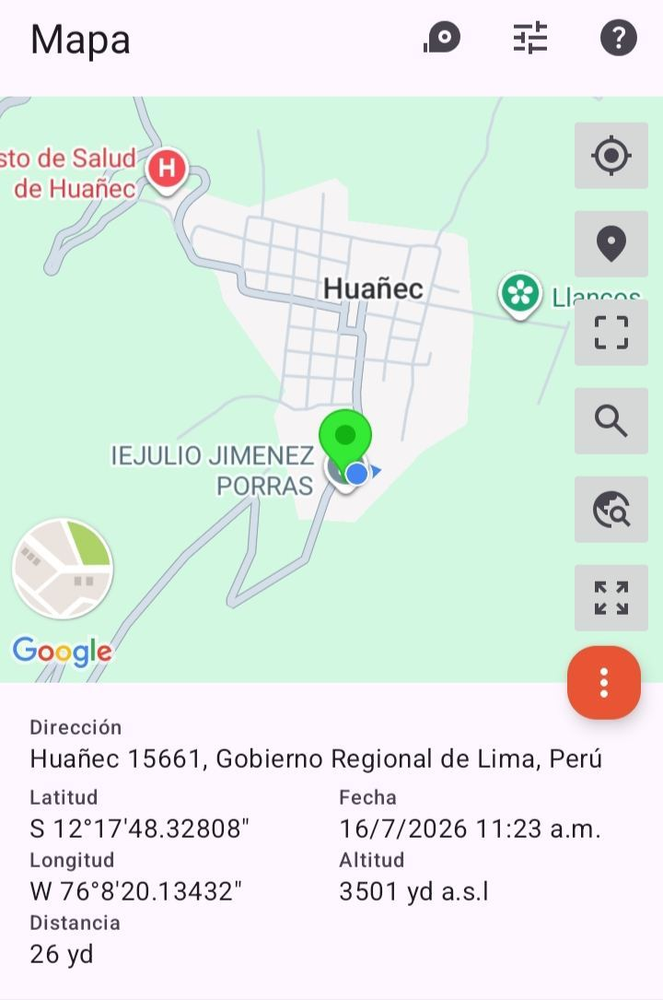 Mapa
sto de Salud
de Huañec
H
Huañec
Llancos
IEJULIO JIMENEZ
PORRAS
Google
Dirección
Huañec 15661, Gobierno Regional de Lima, Perú
Latitud
S 12°17'48.32808"
Fecha
16/7/2026 11:23 a.m.
Longitud
W 76°8'20.13432"
Altitud
3501 yd a.s.l
Distancia
26 yd